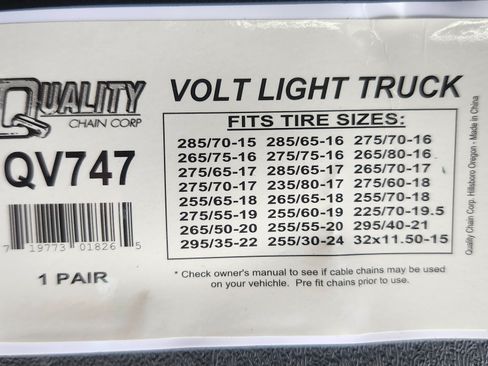 QUALITY
CHAIN CORP
VOLT LIGHT TRUCK
QV747
FITS TIRE SIZES:
285/70-15 285/65-16 275/70-16
265/75-16 275/75-16 265/80-16
275/65-17 285/65-17 265/70-17
275/70-17 235/80-17 275/60-18
255/65-18 265/65-18 255/70-18
275/55-19 255/60-19 225/70-19.5
265/50-20 255/55-20 295/40-21
295/35-22 255/30-24 32x11.50-15
7 19773 01826 5
1 PAIR
* Check owner's manual to see if cable chains may be used
on your vehichle. Pre fit chains prior to use.
Quality Chain Corp. Hillsboro Oregon - Made in China